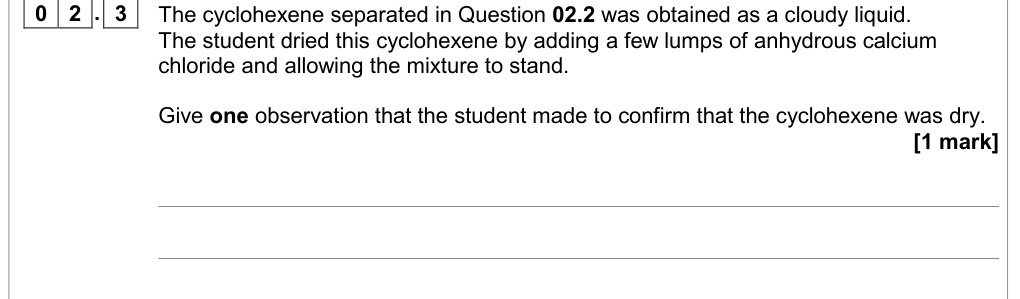 0 2 . 3 The cyclohexene separated in Question 02.2 was obtained as a cloudy liquid.
The student dried this cyclohexene by adding a few lumps of anhydrous calcium
chloride and allowing the mixture to stand.
Give one observation that the student made to confirm that the cyclohexene was dry.
[1 mark]